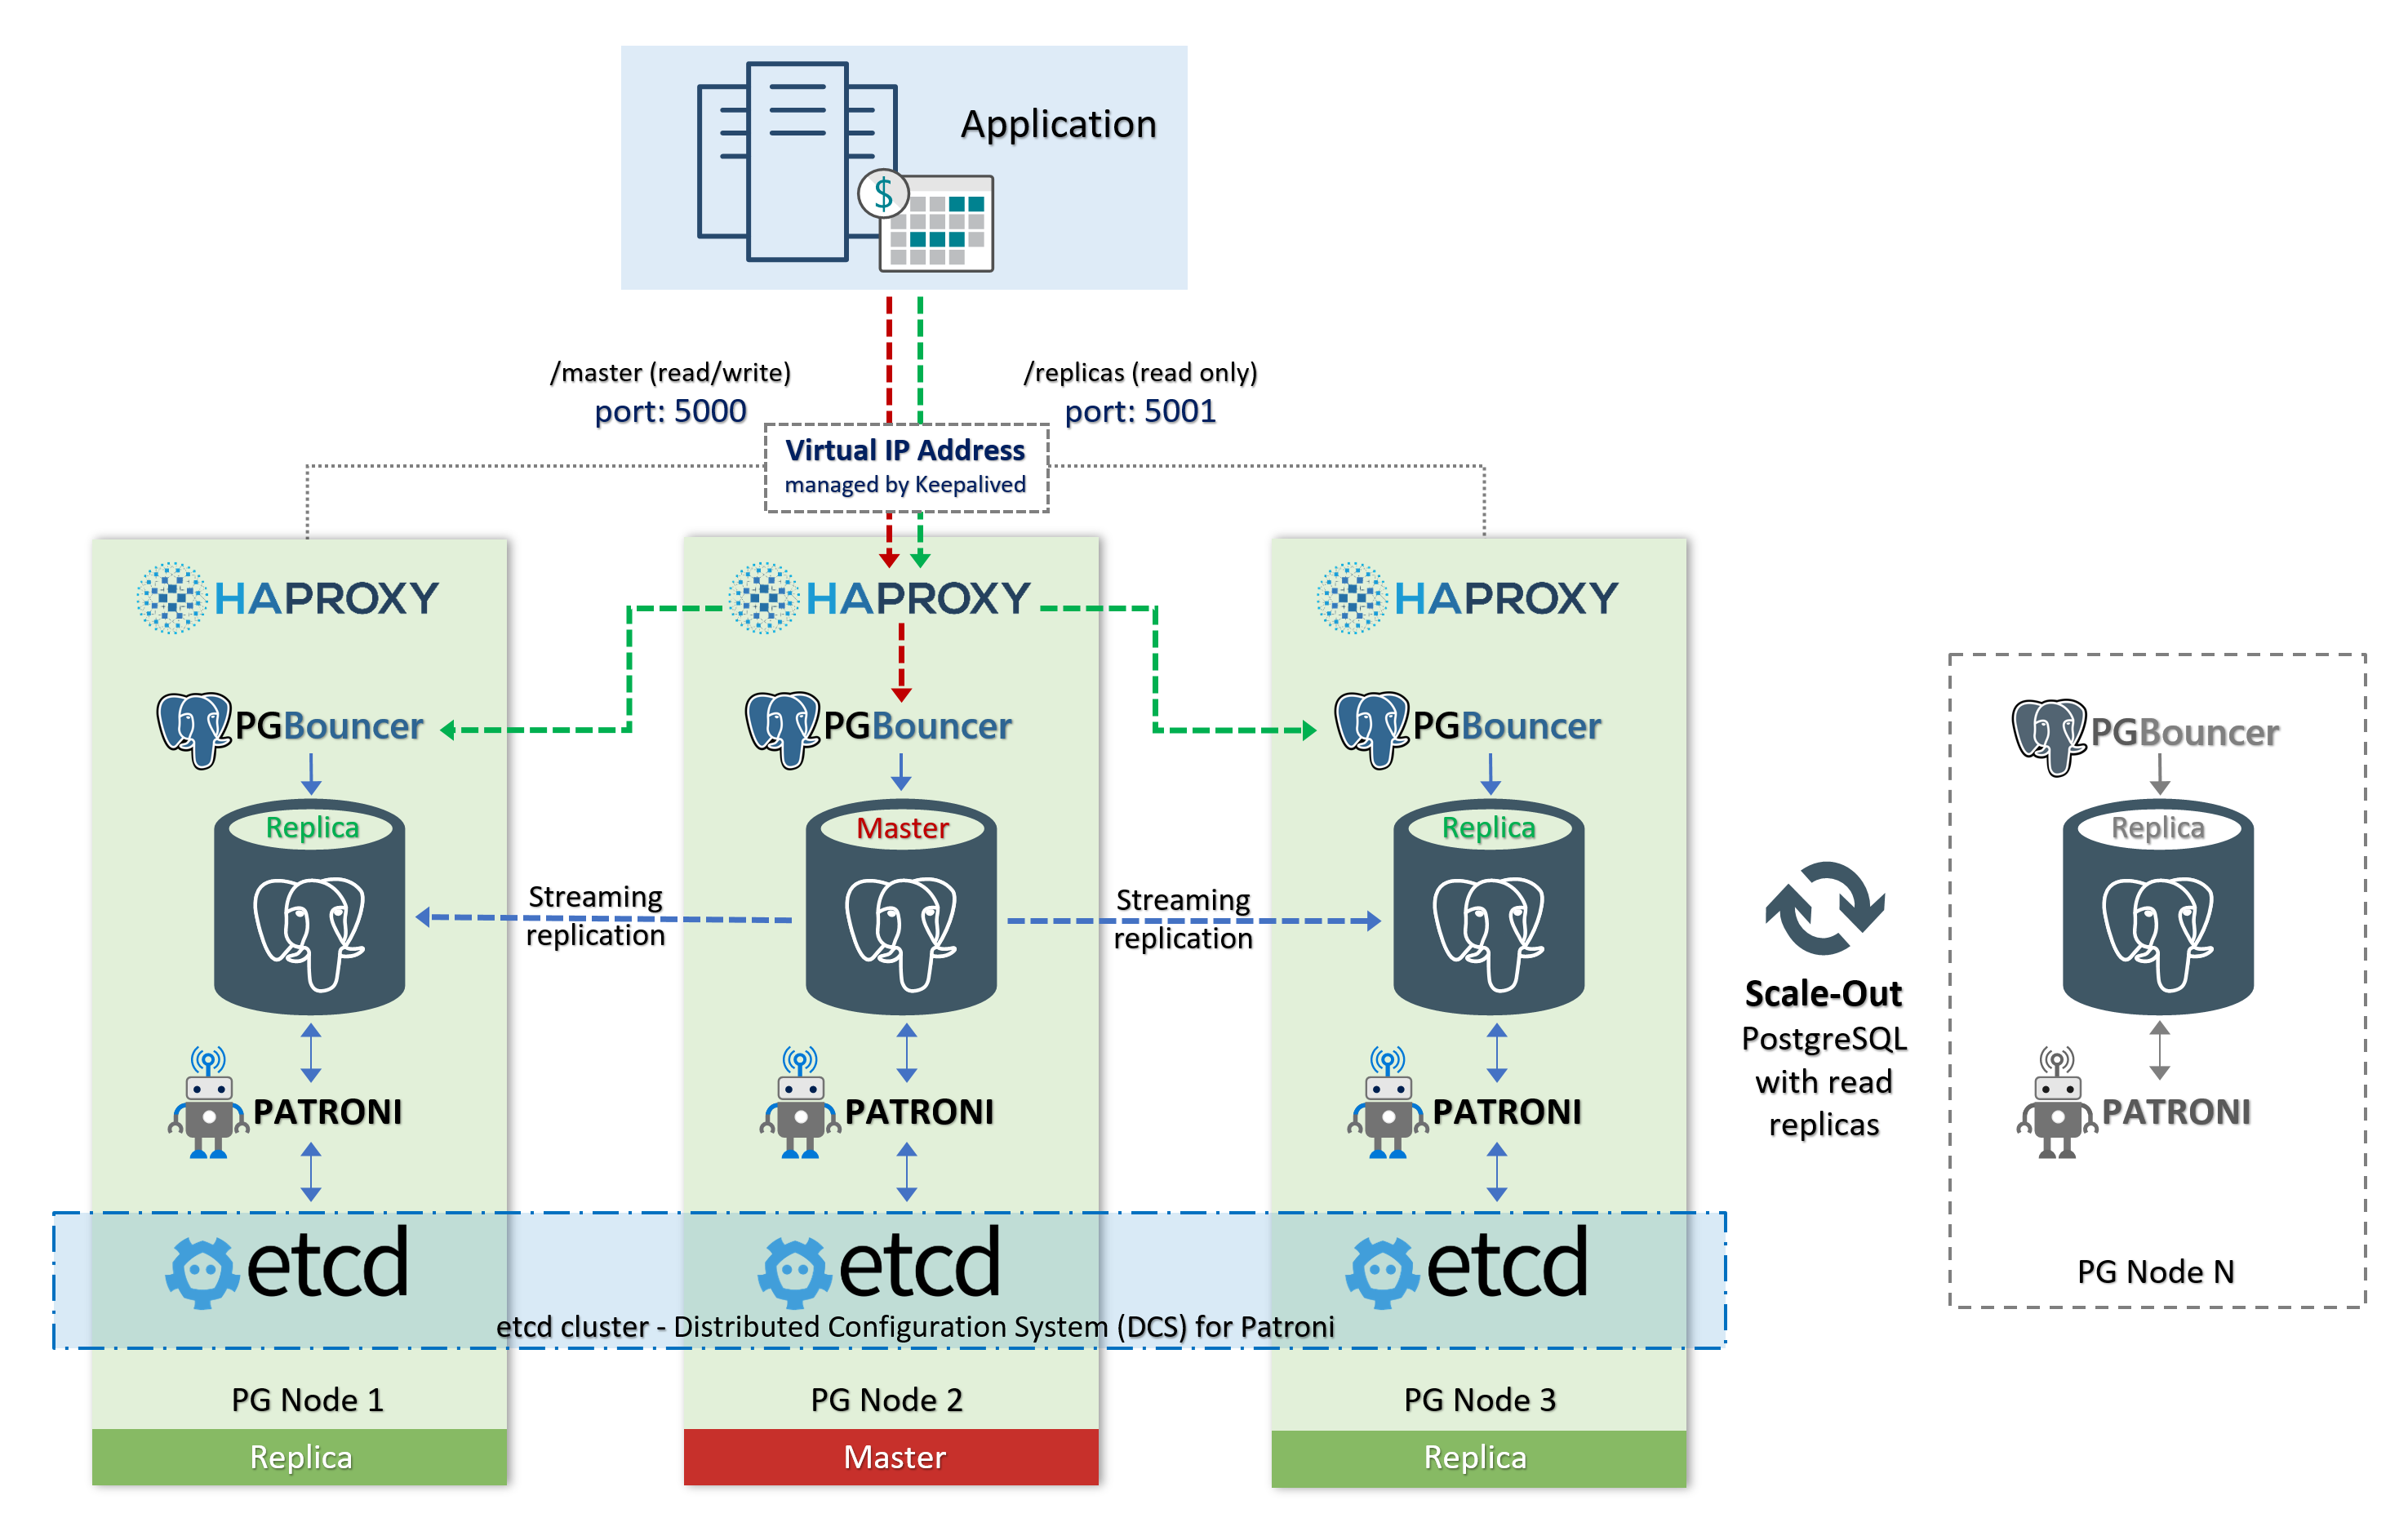 Application
$
/master (read/write)
port: 5000
/replicas (read only)
port: 5001
Virtual IP Address
managed by Keepalived
HAPROXY
HAPROXY
HAPROXY
PGBouncer
PGBouncer
PGBouncer
PGBouncer
Replica
Master
Replica
Replica
Streaming
replication
Streaming
replication
Scale-Out
PostgreSQL
with read
replicas
PATRONI
PATRONI
PATRONI
PATRONI
etcd
etcd
etcd
etcd cluster - Distributed Configuration System (DCS) for Patroni
PG Node N
PG Node 1
PG Node 2
PG Node 3
Replica
Master
Replica